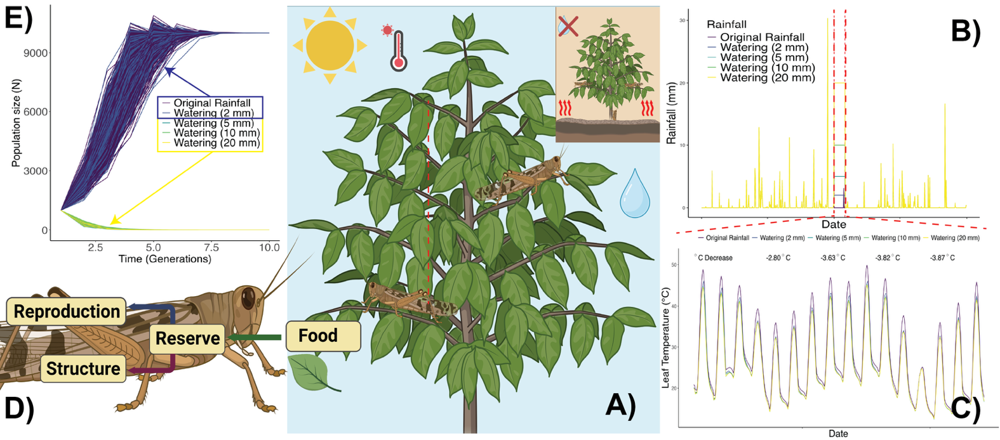 E)
Population size (N)
9000
6000
3000
0
Original Rainfall
Watering (2 mm)
Watering (5 mm)
Watering (10 mm)
Watering (20 mm)
2.5
5.0
7.5
10.0
Time (Generations)
D)
Reproduction
Reserve
Structure
Food
A)
B)
Rainfall (mm)
30
20
10
0
Rainfall
Original Rainfall
Watering (2 mm)
Watering (5 mm)
Watering (10 mm)
Watering (20 mm)
Date
Original Rainfall Watering (2 mm) Watering (5 mm) Watering (10 mm) Watering (20 mm)
°C Decrease -2.80°C -3.63°C -3.82°C -3.87°C
Leaf Temperature (°C)
50
40
30
20
C)
Date